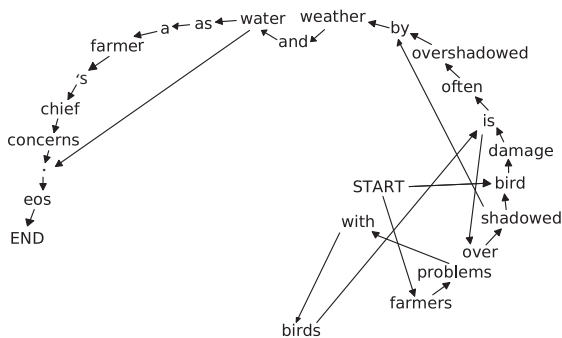 water
weather
as
a
and
by
farmer
overshadowed
's
often
chief
is
concerns
damage
.
START
bird
eos
with
shadowed
END
over
problems
farmers
birds